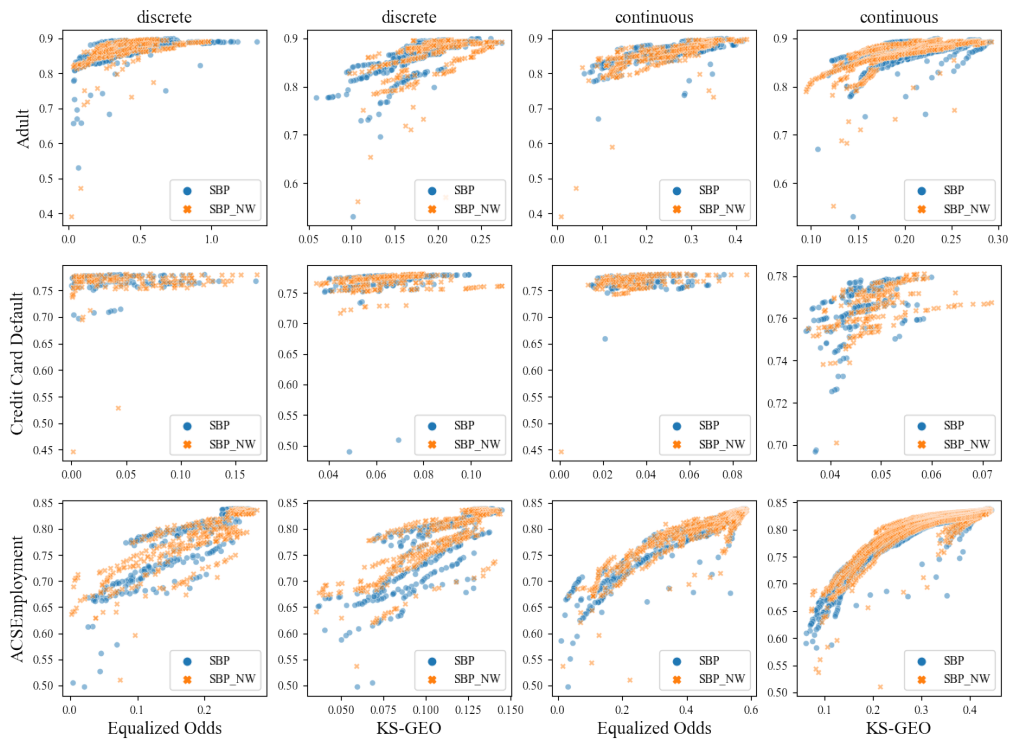 discrete discrete continuous continuous
Adult
0.9 0.8 0.7 0.6 0.5 0.4
0.0 0.5 1.0
SBP
SBP_NW
0.9 0.8 0.7 0.6
0.05 0.10 0.15 0.20 0.25
SBP
SBP_NW
0.9 0.8 0.7 0.6 0.5 0.4
0.0 0.1 0.2 0.3 0.4
SBP
SBP_NW
0.9 0.8 0.7 0.6
0.10 0.15 0.20 0.25 0.30
SBP
SBP_NW
Credit Card Default
0.75 0.70 0.65 0.60 0.55 0.50 0.45
0.00 0.05 0.10 0.15
SBP
SBP_NW
0.75 0.70 0.65 0.60 0.55 0.50
0.04 0.06 0.08 0.10
SBP
SBP_NW
0.75 0.70 0.65 0.60 0.55 0.50 0.45
0.00 0.02 0.04 0.06 0.08
SBP
SBP_NW
0.78 0.76 0.74 0.72 0.70
0.04 0.05 0.06 0.07
SBP
SBP_NW
ACSEmployment
0.85 0.80 0.75 0.70 0.65 0.60 0.55 0.50
0.0 0.1 0.2
SBP
SBP_NW
Equalized Odds
0.85 0.80 0.75 0.70 0.65 0.60 0.55 0.50
0.050 0.075 0.100 0.125 0.150
SBP
SBP_NW
KS-GEO
0.85 0.80 0.75 0.70 0.65 0.60 0.55 0.50
0.0 0.2 0.4 0.6
SBP
SBP_NW
Equalized Odds
0.85 0.80 0.75 0.70 0.65 0.60 0.55 0.50
0.1 0.2 0.3 0.4
SBP
SBP_NW
KS-GEO